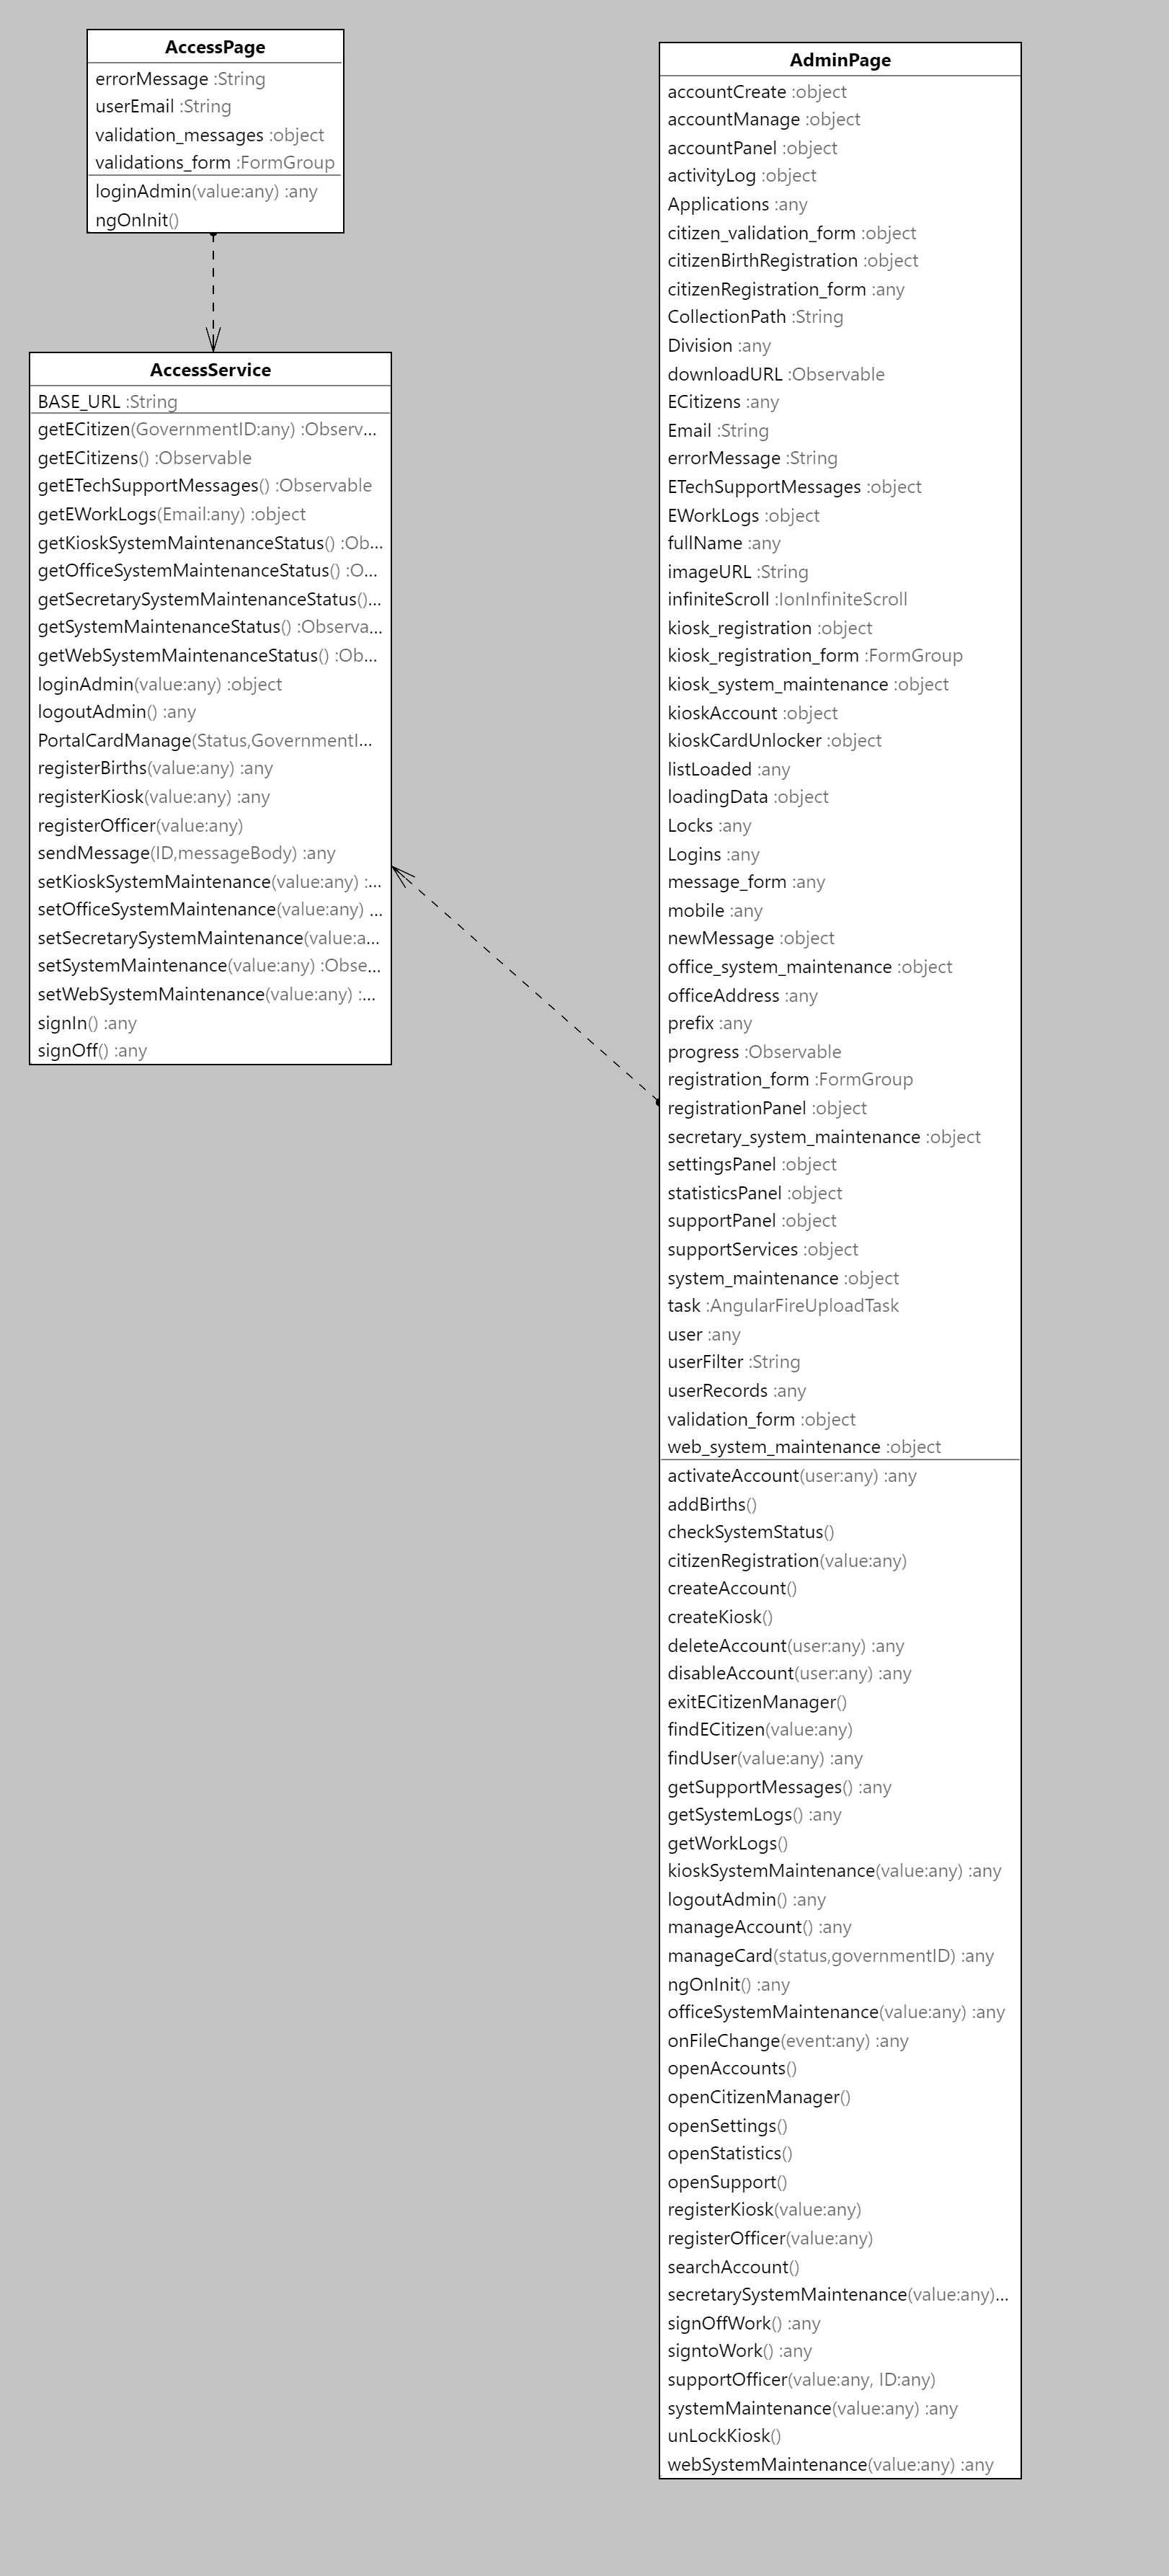 AccessPage
errorMessage :String
userEmail :String
validation_messages :object
validations_form :FormGroup
loginAdmin(value:any) :any
ngOnInit()
AccessService
BASE_URL :String
getECitizen(GovernmentID:any) :Observ...
getECitizens() :Observable
getETechSupportMessages() :Observable
getEWorkLogs(Email:any) :object
getKioskSystemMaintenanceStatus() :Ob...
getOfficeSystemMaintenanceStatus() :O...
getSecretarySystemMaintenanceStatus()...
getSystemMaintenanceStatus() :Observa...
getWebSystemMaintenanceStatus() :Ob...
loginAdmin(value:any) :object
logoutAdmin() :any
PortalCardManage(Status,GovernmentI...
registerBirths(value:any) :any
registerKiosk(value:any) :any
registerOfficer(value:any)
sendMessage(ID,messageBody) :any
setKioskSystemMaintenance(value:any) :...
setOfficeSystemMaintenance(value:any) ...
setSecretarySystemMaintenance(value:a...
setSystemMaintenance(value:any) :Obse...
setWebSystemMaintenance(value:any) :...
signIn() :any
signOff() :any
AdminPage
accountCreate :object
accountManage :object
accountPanel :object
activityLog :object
Applications :any
citizen_validation_form :object
citizenBirthRegistration :object
citizenRegistration_form :any
CollectionPath :String
Division :any
downloadURL :Observable
ECitizens :any
Email :String
errorMessage :String
ETechSupportMessages :object
EWorkLogs :object
fullName :any
imageURL :String
infiniteScroll :IonInfiniteScroll
kiosk_registration :object
kiosk_registration_form :FormGroup
kiosk_system_maintenance :object
kioskAccount :object
kioskCardUnlocker :object
listLoaded :any
loadingData :object
Locks :any
Logins :any
message_form :any
mobile :any
newMessage :object
office_system_maintenance :object
officeAddress :any
prefix :any
progress :Observable
registration_form :FormGroup
registrationPanel :object
secretary_system_maintenance :object
settingsPanel :object
statisticsPanel :object
supportPanel :object
supportServices :object
system_maintenance :object
task :AngularFireUploadTask
user :any
userFilter :String
userRecords :any
validation_form :object
web_system_maintenance :object
activateAccount(user:any) :any
addBirths()
checkSystemStatus()
citizenRegistration(value:any)
createAccount()
createKiosk()
deleteAccount(user:any) :any
disableAccount(user:any) :any
exitECitizenManager()
findECitizen(value:any)
findUser(value:any) :any
getSupportMessages() :any
getSystemLogs() :any
getWorkLogs()
kioskSystemMaintenance(value:any) :any
logoutAdmin() :any
manageAccount() :any
manageCard(status,governmentID) :any
ngOnInit() :any
officeSystemMaintenance(value:any) :any
onFileChange(event:any) :any
openAccounts()
openCitizenManager()
openSettings()
openStatistics()
openSupport()
registerKiosk(value:any)
registerOfficer(value:any)
searchAccount()
secretarySystemMaintenance(value:any)...
signOffWork() :any
signtoWork() :any
supportOfficer(value:any, ID:any)
systemMaintenance(value:any) :any
unLockKiosk()
webSystemMaintenance(value:any) :any